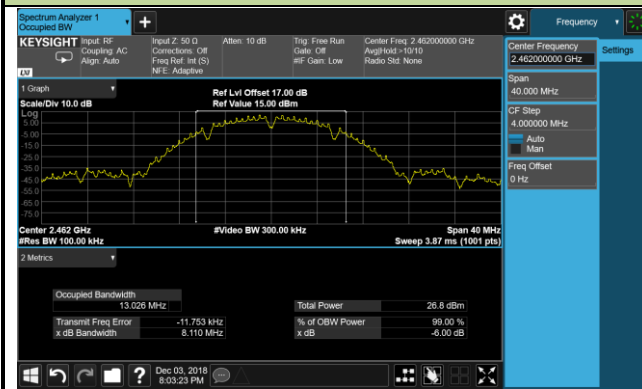 Spectrum Analyzer 1
Occupied BW
+
Frequency
KEYSIGHT
Input: RF
Coupling: AC
Align: Auto
Input Z: 50 Ω
Corrections: Off
Freq Ref: Int (S)
NFE: Adaptive
Atten: 10 dB
Trig: Free Run
Gate: Off
#IF Gain: Low
Center Freq: 2.462000000 GHz
Avg|Hold:>10/10
Radio Std: None
LXI
1 Graph
Scale/Div 10.0 dB
Ref Lvl Offset 17.00 dB
Ref Value 15.00 dBm
Log
5.00
-5.00
-15.0
-25.0
-35.0
-45.0
-55.0
-65.0
-75.0
Center 2.462 GHz
#Video BW 300.00 kHz
Span 40 MHz
#Res BW 100.00 kHz
Sweep 3.87 ms (1001 pts)
2 Metrics
Occupied Bandwidth
13.026 MHz
Total Power 26.8 dBm
Transmit Freq Error -11.753 kHz
% of OBW Power 99.00 %
x dB Bandwidth 8.110 MHz
x dB -6.00 dB
Center Frequency
2.462000000 GHz
Settings
Span
40.000 MHz
CF Step
4.000000 MHz
Auto
Man
Freq Offset
0 Hz
?
Dec 03, 2018
8:03:23 PM